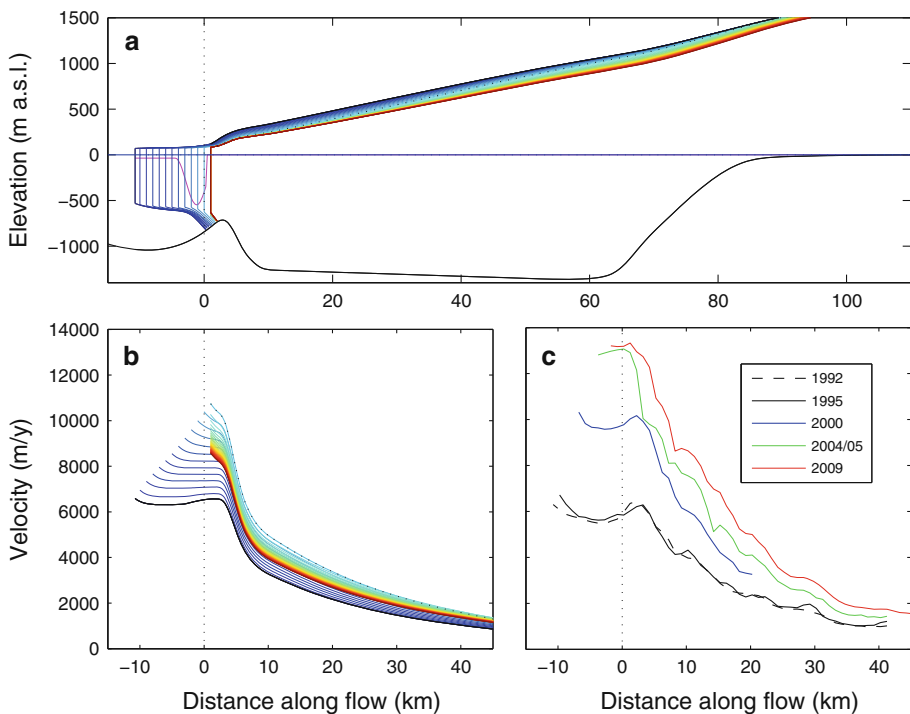 a
Elevation (m a.s.l.)
1500
1000
500
0
−500
−1000
0 20 40 60 80 100
b
Velocity (m/y)
14000
12000
10000
8000
6000
4000
2000
0
−10 0 10 20 30 40
Distance along flow (km)
c
1992
1995
2000
2004/05
2009
−10 0 10 20 30 40
Distance along flow (km)